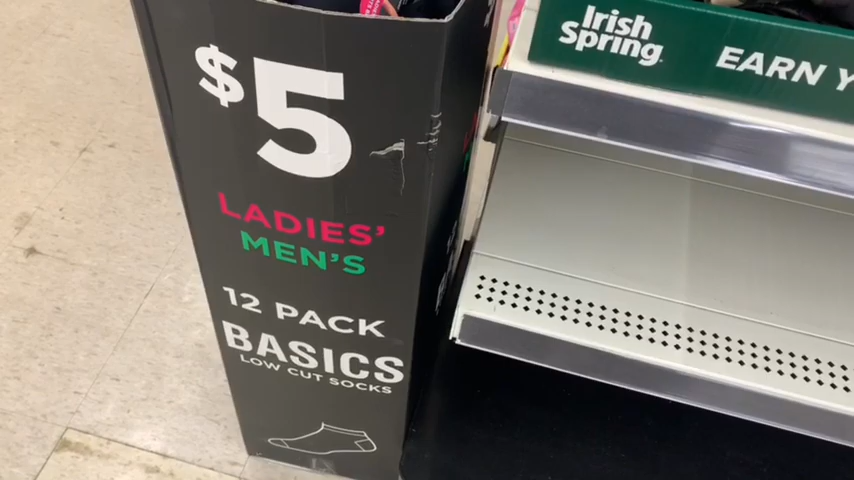 $5
LADIES'
MEN'S
12 PACK
BASICS
LOW CUT SOCKS
Irish
Spring
EARN Y